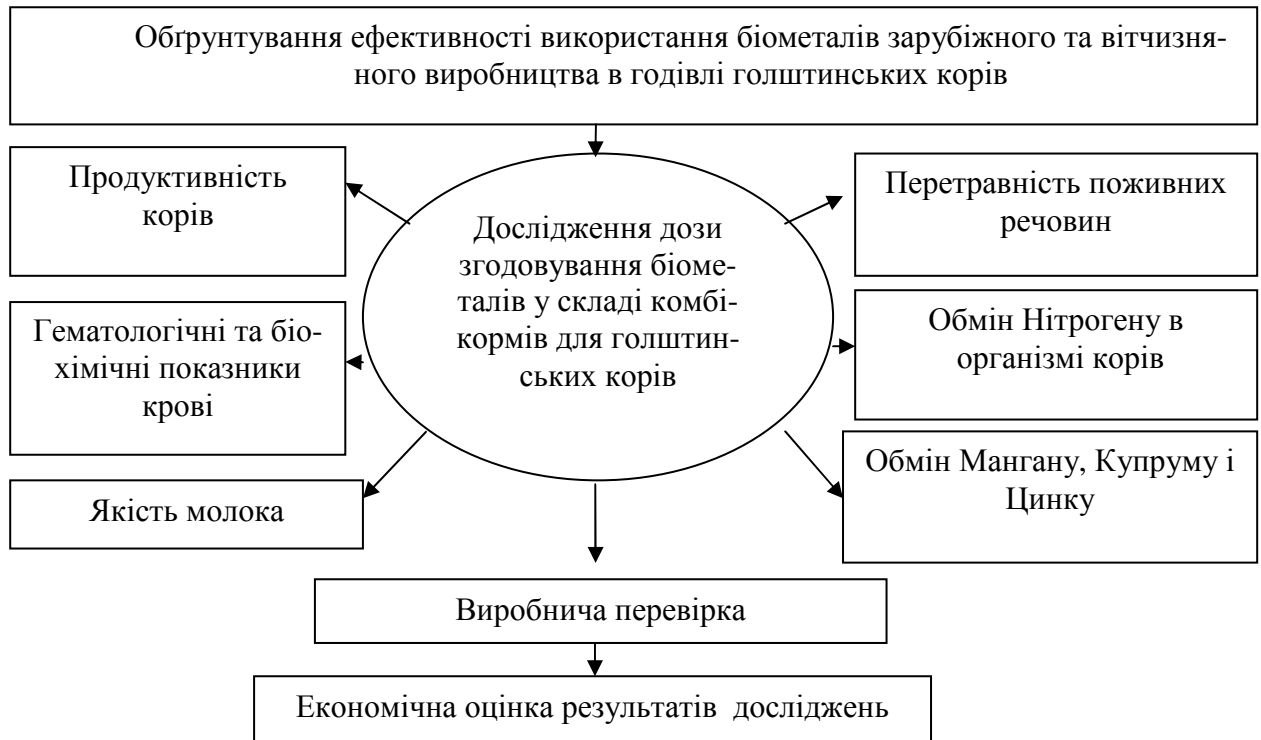 Обґрунтування ефективності використання біометалів зарубіжного та вітчизня-
ного виробництва в годівлі голштинських корів
Продуктивність
корів
Гематологічні та біо-
хімічні показники
крові
Якість молока
Дослідження дози
згодовування біоме-
талів у складі комбі-
кормів для голштин-
ських корів
Перетравність поживних
речовин
Обмін Нітрогену в
організмі корів
Обмін Мангану, Купруму і
Цинку
Виробнича перевірка
Економічна оцінка результатів досліджень